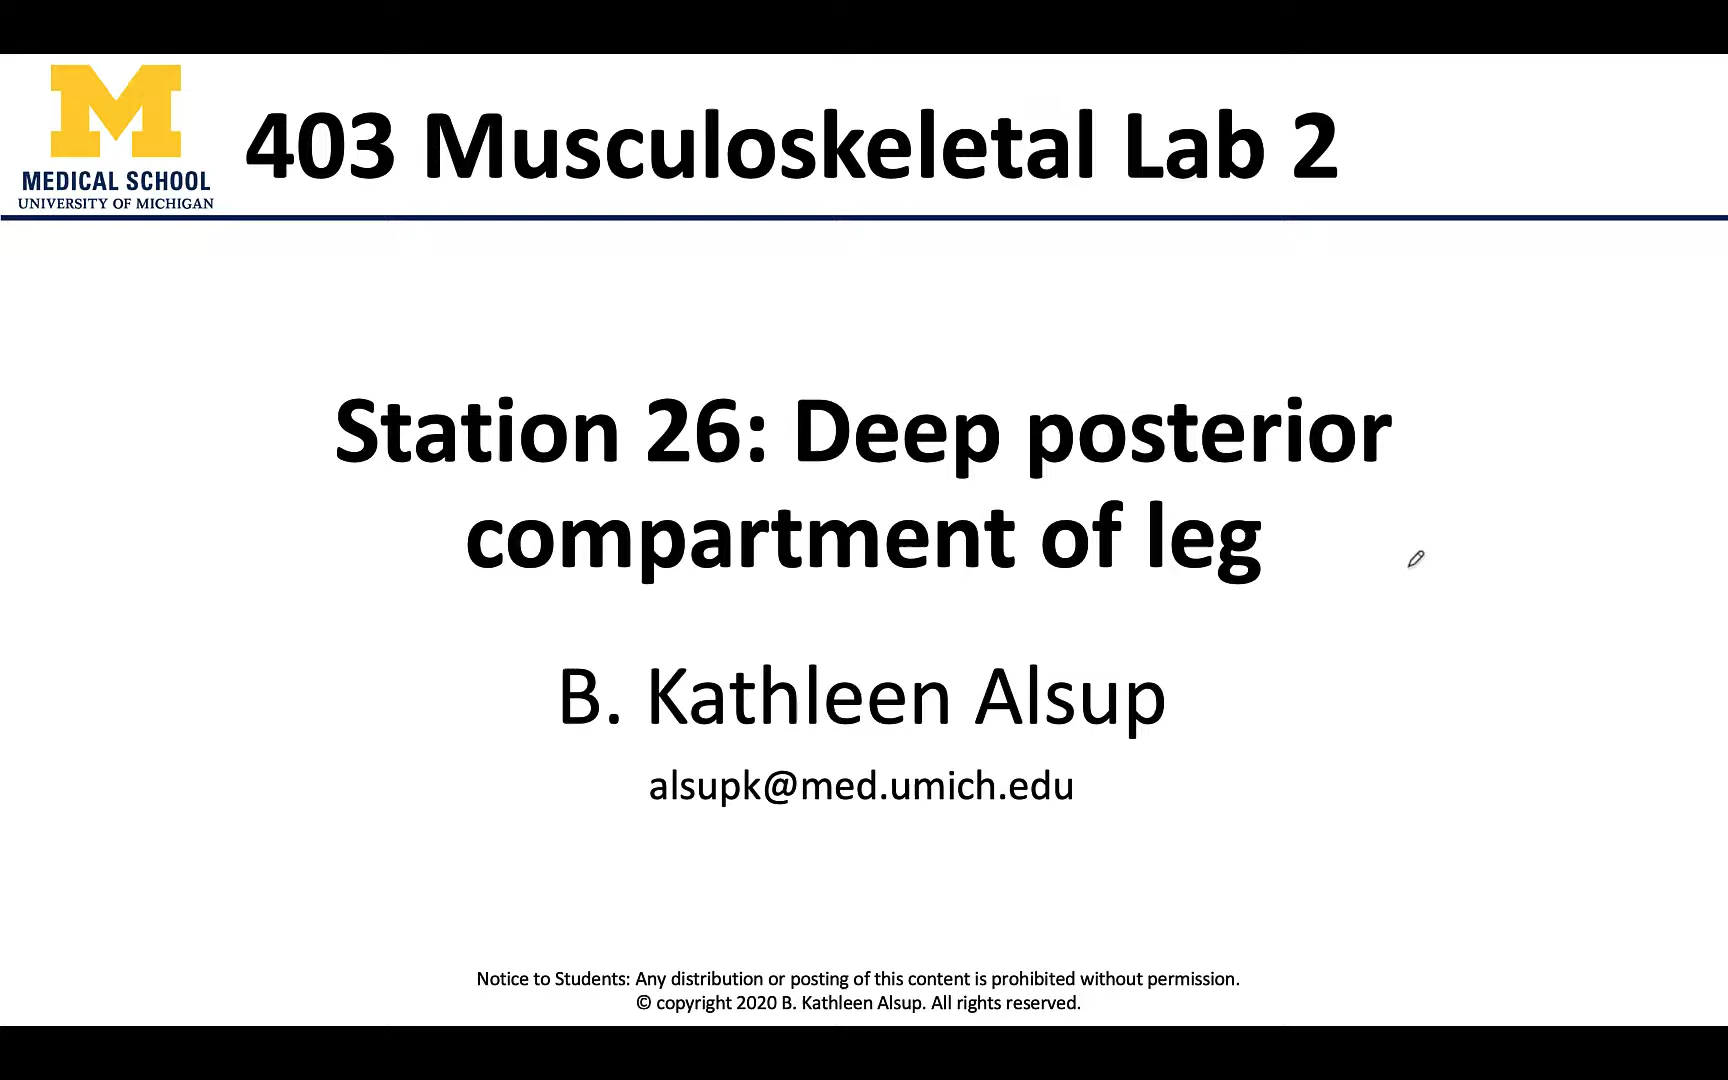 M
MEDICAL SCHOOL
UNIVERSITY OF MICHIGAN
403 Musculoskeletal Lab 2
Station 26: Deep posterior
compartment of leg
B. Kathleen Alsup
alsupk@med.umich.edu
Notice to Students: Any distribution or posting of this content is prohibited without permission.
© copyright 2020 B. Kathleen Alsup. All rights reserved.